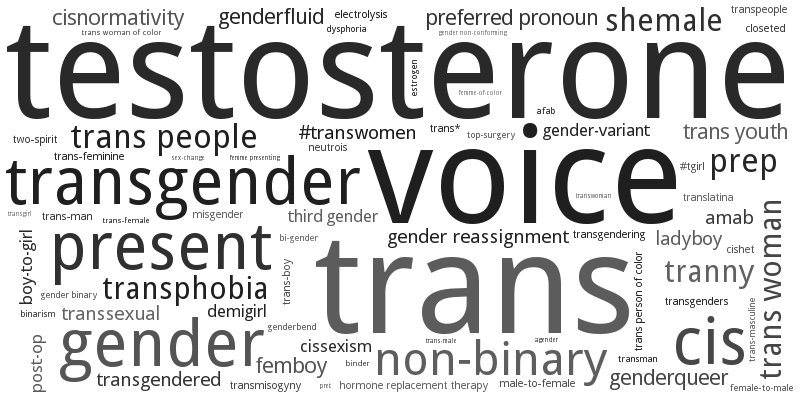 cisnormativity
genderfluid
electrolysis
preferred pronoun
shemale
transpeople
trans woman of color
dysphoria
gender non-conforming
closeted
testosterone
estrogen
femme-of-color
afab
two-spirit
trans people
#transwomen
trans*
top-surgery
gender-variant
trans youth
neutrois
trans-feminine
sex-change
femme presenting
transgender
voice
#tgirl
prep
transwoman
translatina
transgirl
trans-man
trans-female
misgender
third gender
amab
boy-to-girl
present
bi-gender
gender reassignment
transgendering
ladyboy
cishet
trans woman
trans
trans-boy
trans person of color
tranny
gender binary
transphobia
transgenders
binarism
transsexual
demigirl
genderbend
trans-masculine
post-op
gender
cissexism
trans-male
agender
cis
femboy
binder
non-binary
transman
transgendered
transmisogyny
pret
hormone replacement therapy
male-to-female
genderqueer
female-to-male